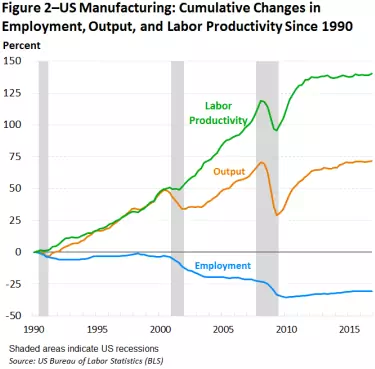 Figure 2–US Manufacturing: Cumulative Changes in
Employment, Output, and Labor Productivity Since 1990
Percent
150
125
100
75
50
25
0
-25
-50
Labor
Productivity
Output
Employment
1990
1995
2000
2005
2010
2015
Shaded areas indicate US recessions
Source: US Bureau of Labor Statistics (BLS)